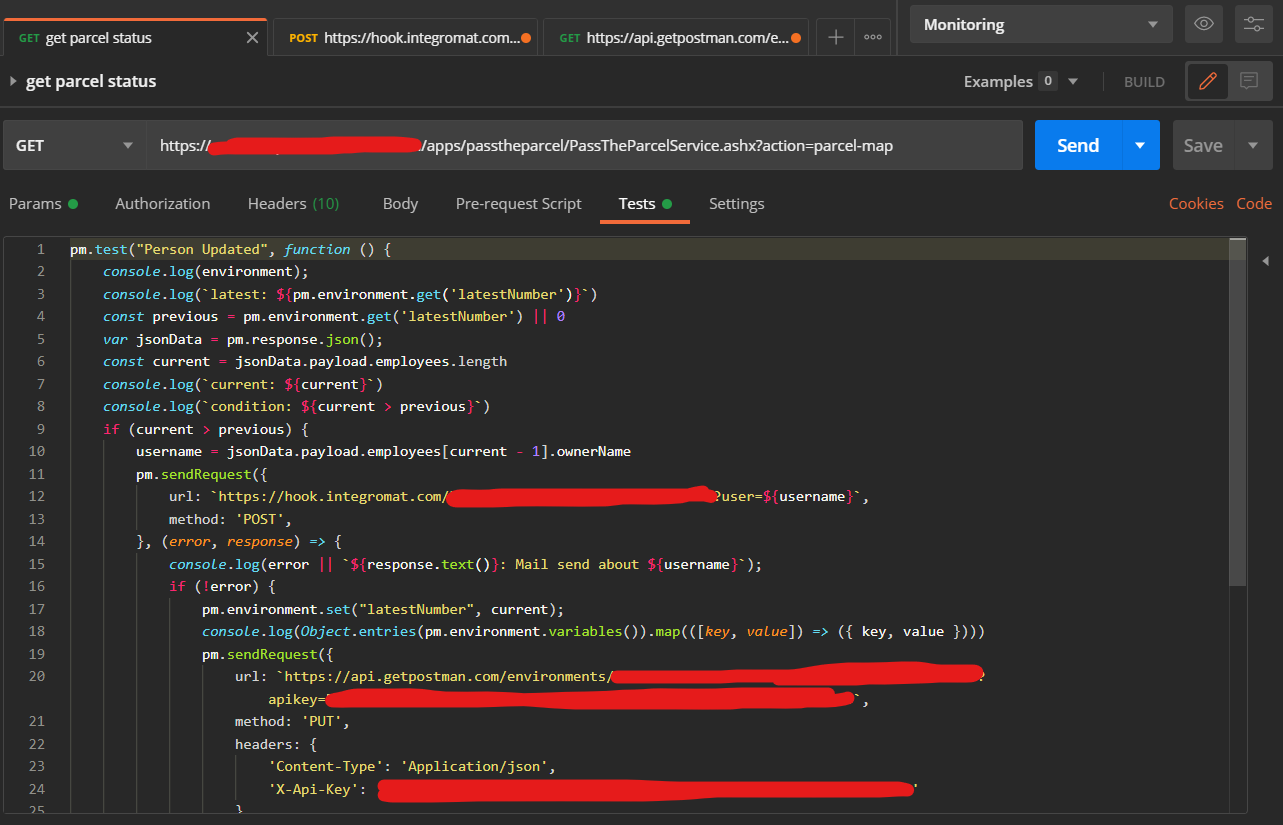 GET get parcel status
POST https://hook.integromat.com...
GET https://api.getpostman.com/e...
Monitoring
get parcel status
Examples 0
BUILD
GET
https:// /apps/passtheparcel/PassTheParcelService.ashx?action=parcel-map
Send
Save
Params
Authorization
Headers (10)
Body
Pre-request Script
Tests
Settings
Cookies
Code
1 pm.test("Person Updated", function () {
2 console.log(environment);
3 console.log(`latest: ${pm.environment.get('latestNumber')}`)
4 const previous = pm.environment.get('latestNumber') || 0
5 var jsonData = pm.response.json();
6 const current = jsonData.payload.employees.length
7 console.log(`current: ${current}`)
8 console.log(`condition: ${current > previous}`)
9 if (current > previous) {
10 username = jsonData.payload.employees[current - 1].ownerName
11 pm.sendRequest({
12 url: `https://hook.integromat.com/ ?user=${username}`,
13 method: 'POST',
14 }, (error, response) => {
15 console.log(error || `${response.text()}: Mail send about ${username}`);
16 if (!error) {
17 pm.environment.set("latestNumber", current);
18 console.log(Object.entries(pm.environment.variables()).map(([key, value]) => ({ key, value })))
19 pm.sendRequest({
20 url: `https://api.getpostman.com/environments/ ?
apikey= `,
21 method: 'PUT',
22 headers: {
23 'Content-Type': 'Application/json',
24 'X-Api-Key': '
25 }